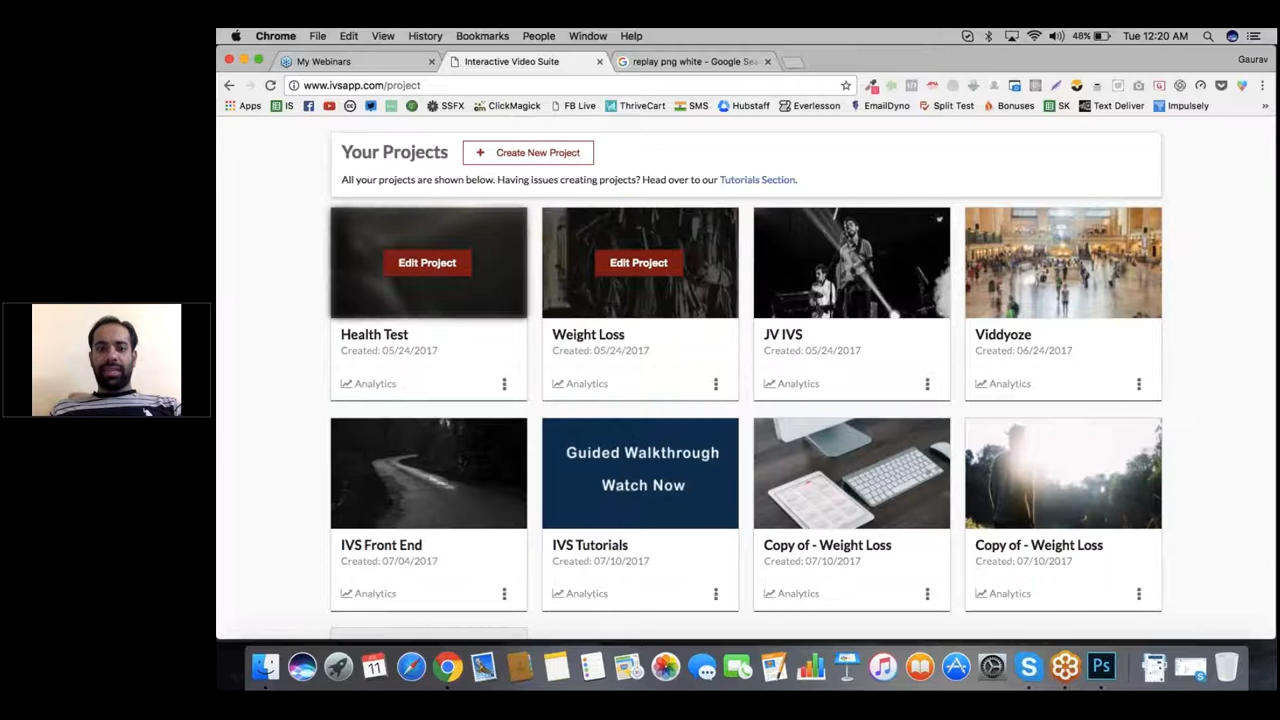 Chrome File Edit View History Bookmarks People Window Help 48% Tue 12:20 AM
My Webinars Interactive Video Suite replay png white - Google Sea Gaurav
www.ivsapp.com/project
Apps IS SSFX ClickMagick FB Live ThriveCart SMS Hubstaff Everlesson EmailDyno Split Test Bonuses SK Text Deliver Impulsely »
Your Projects + Create New Project
All your projects are shown below. Having issues creating projects? Head over to our Tutorials Section.
Edit Project Edit Project
Health Test Weight Loss JV IVS Viddyoze
Created: 05/24/2017 Created: 05/24/2017 Created: 05/24/2017 Created: 06/24/2017
Analytics Analytics Analytics Analytics
Guided Walkthrough
Watch Now
IVS Front End IVS Tutorials Copy of - Weight Loss Copy of - Weight Loss
Created: 07/04/2017 Created: 07/10/2017 Created: 07/10/2017 Created: 07/10/2017
Analytics Analytics Analytics Analytics
11 Ps